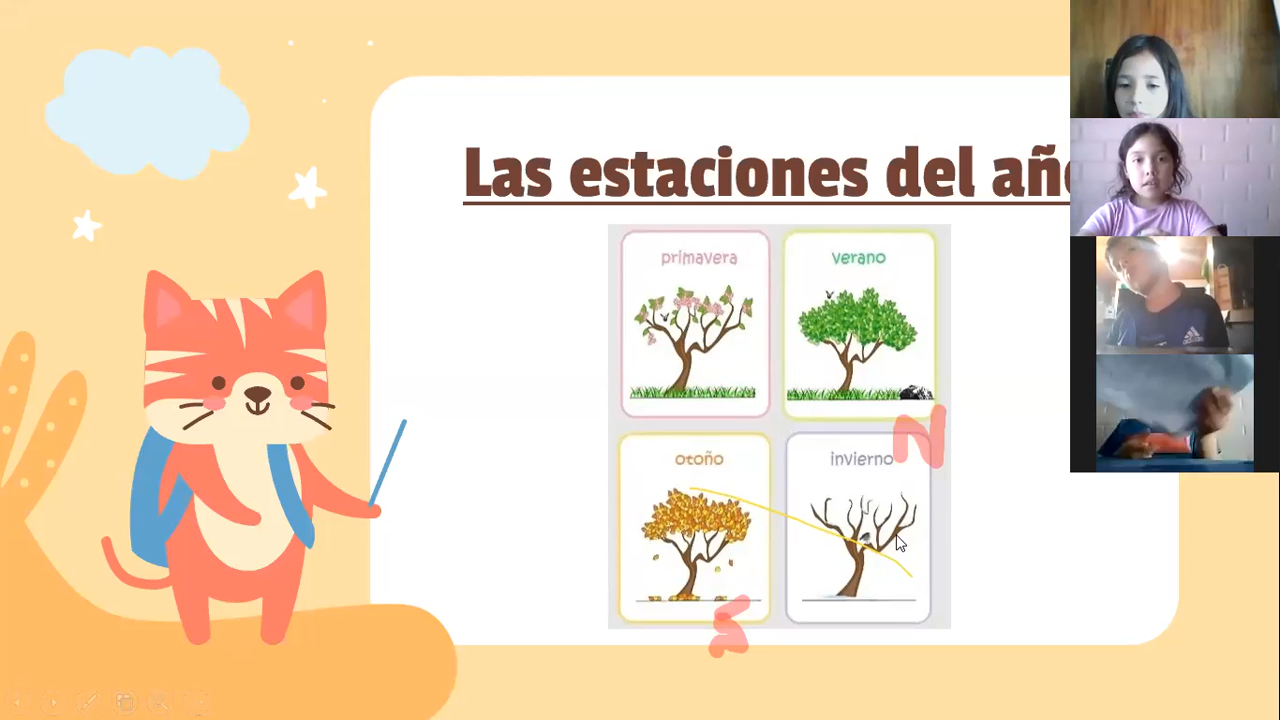 Las estaciones del añ
primavera
verano
N
otoño
invierno
S